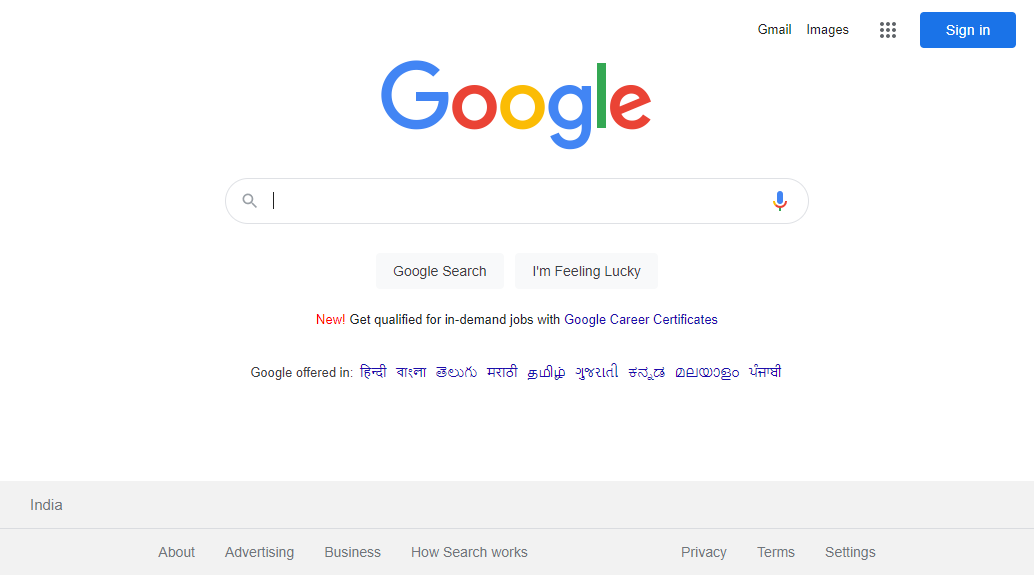 Gmail Images Sign in
Google
Google Search I'm Feeling Lucky
New! Get qualified for in-demand jobs with Google Career Certificates
Google offered in: हिन्दी বাংলা తెలుగు मराठी தமிழ் ગુજરાતી ಕನ್ನಡ മലയാളം ਪੰਜਾਬੀ
India
About Advertising Business How Search works Privacy Terms Settings